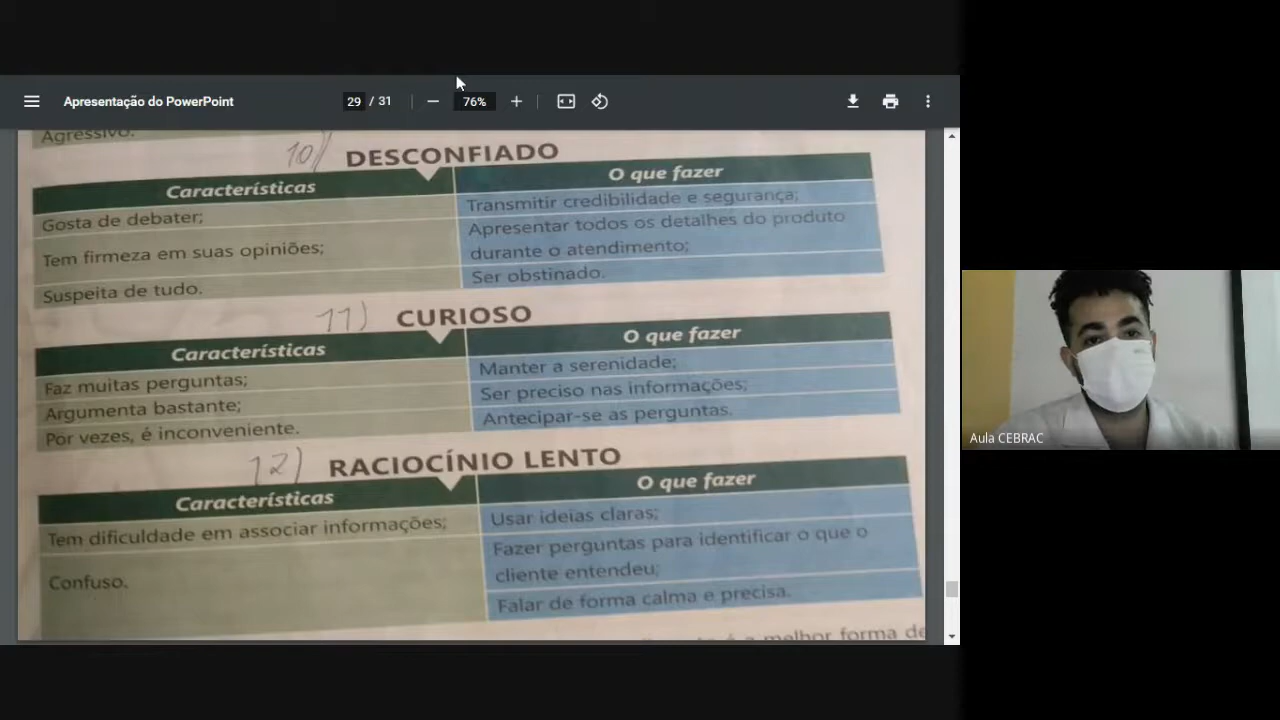 Apresentação do PowerPoint
29 / 31
76%
Agressivo.
10)
DESCONFIADO
Características
O que fazer
Gosta de debater;
Transmitir credibilidade e segurança;
Tem firmeza em suas opiniões;
Apresentar todos os detalhes do produto
durante o atendimento;
Suspeita de tudo.
Ser obstinado.
11)
CURIOSO
Características
O que fazer
Faz muitas perguntas;
Manter a serenidade;
Argumenta bastante;
Ser preciso nas informações;
Por vezes, é inconveniente.
Antecipar-se as perguntas.
12)
RACIOCÍNIO LENTO
Características
O que fazer
Tem dificuldade em associar informações;
Usar ideias claras;
Confuso.
Fazer perguntas para identificar o que o
cliente entendeu;
Falar de forma calma e precisa.
é a melhor forma de
Aula CEBRAC